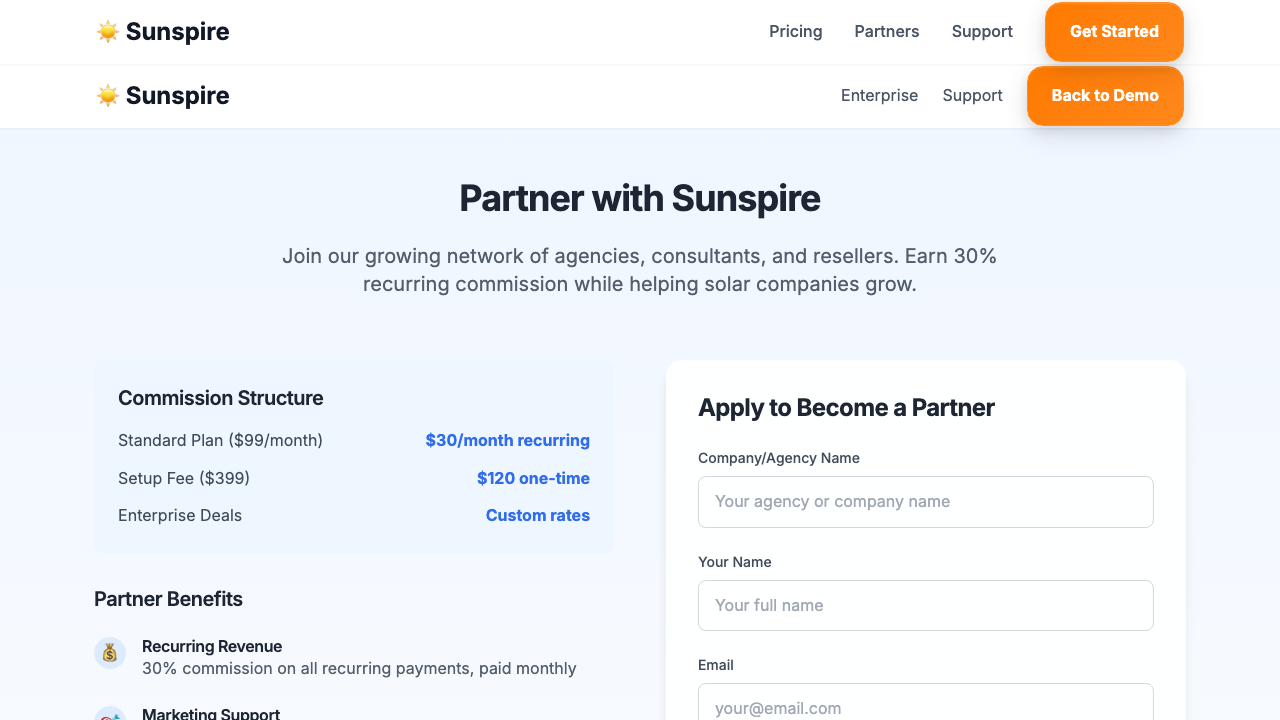 Sunspire
Pricing
Partners
Support
Get Started
Sunspire
Enterprise
Support
Back to Demo
Partner with Sunspire
Join our growing network of agencies, consultants, and resellers. Earn 30%
recurring commission while helping solar companies grow.
Commission Structure
Standard Plan ($99/month)
$30/month recurring
Setup Fee ($399)
$120 one-time
Enterprise Deals
Custom rates
Partner Benefits
Recurring Revenue
30% commission on all recurring payments, paid monthly
Marketing Support
Apply to Become a Partner
Company/Agency Name
Your agency or company name
Your Name
Your full name
Email
your@email.com